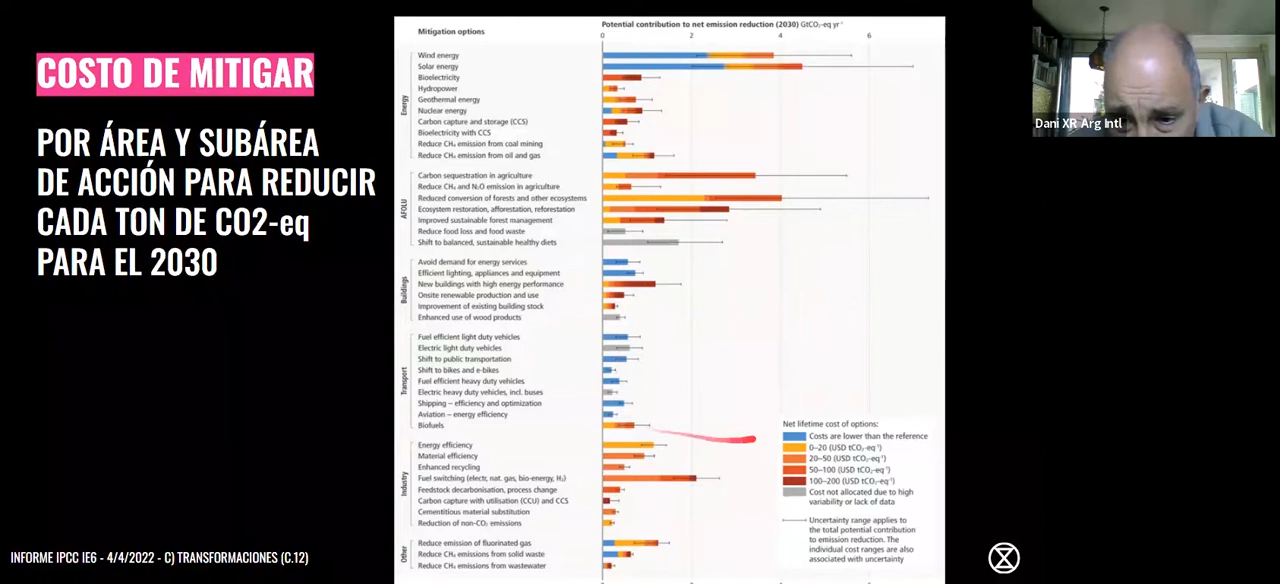 COSTO DE MITIGAR
POR ÁREA Y SUBÁREA
DE ACCIÓN PARA REDUCIR
CADA TON DE CO2-eq
PARA EL 2030
INFORME IPCC IE6 - 4/4/2022 - C) TRANSFORMACIONES (C.12)
Mitigation options
Potential contribution to net emission reduction (2030) GtCO₂-eq yr⁻¹
0 2 4 6
Energy
Wind energy
Solar energy
Bioelectricity
Hydropower
Geothermal energy
Nuclear energy
Carbon capture and storage (CCS)
Bioelectricity with CCS
Reduce CH₄ emission from coal mining
Reduce CH₄ emission from oil and gas
AFOLU
Carbon sequestration in agriculture
Reduce CH₄ and N₂O emission in agriculture
Reduced conversion of forests and other ecosystems
Ecosystem restoration, afforestation, reforestation
Improved sustainable forest management
Reduce food loss and food waste
Shift to balanced, sustainable healthy diets
Buildings
Avoid demand for energy services
Efficient lighting, appliances and equipment
New buildings with high energy performance
Onsite renewable production and use
Improvement of existing building stock
Enhanced use of wood products
Transport
Fuel efficient light duty vehicles
Electric light duty vehicles
Shift to public transportation
Shift to bikes and e-bikes
Fuel efficient heavy duty vehicles
Electric heavy duty vehicles, incl. buses
Shipping – efficiency and optimization
Aviation – energy efficiency
Biofuels
Industry
Energy efficiency
Material efficiency
Enhanced recycling
Fuel switching (electr, nat. gas, bio-energy, H₂)
Feedstock decarbonisation, process change
Carbon capture with utilisation (CCU) and CCS
Cementitious material substitution
Reduction of non-CO₂ emissions
Other
Reduce emission of fluorinated gas
Reduce CH₄ emissions from solid waste
Reduce CH₄ emissions from wastewater
Net lifetime cost of options:
Costs are lower than the reference
0–20 (USD tCO₂-eq⁻¹)
20–50 (USD tCO₂-eq⁻¹)
50–100 (USD tCO₂-eq⁻¹)
100–200 (USD tCO₂-eq⁻¹)
Cost not allocated due to high
variability or lack of data
Uncertainty range applies to
the total potential contribution
to emission reduction. The
individual cost ranges are also
associated with uncertainty
Dani XR Arg Intl